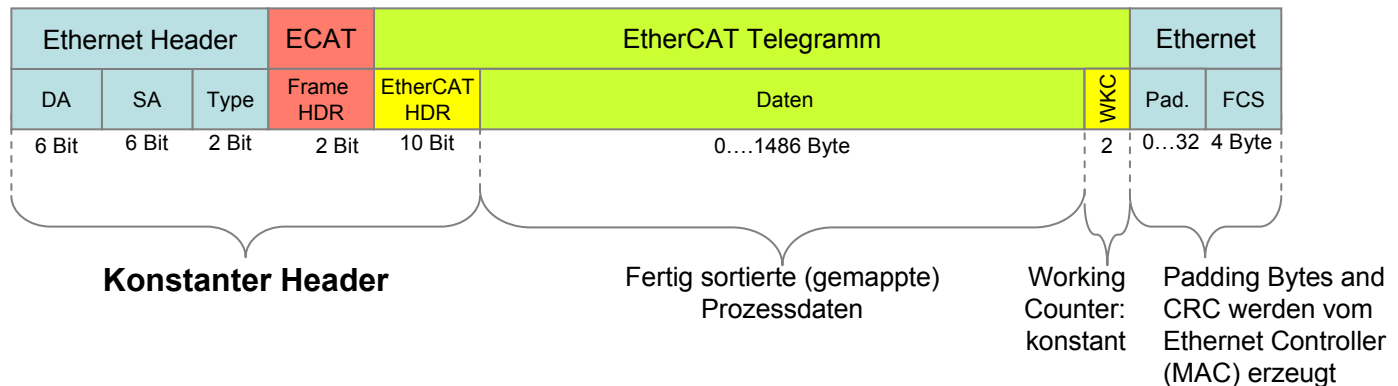 Ethernet Header
ECAT
EtherCAT Telegramm
Ethernet
DA
SA
Type
Frame
HDR
EtherCAT
HDR
Daten
WKC
Pad.
FCS
6 Bit
6 Bit
2 Bit
2 Bit
10 Bit
0....1486 Byte
2
0...32
4 Byte
Konstanter Header
Fertig sortierte (gemappte)
Prozessdaten
Working
Counter:
konstant
Padding Bytes and
CRC werden vom
Ethernet Controller
(MAC) erzeugt